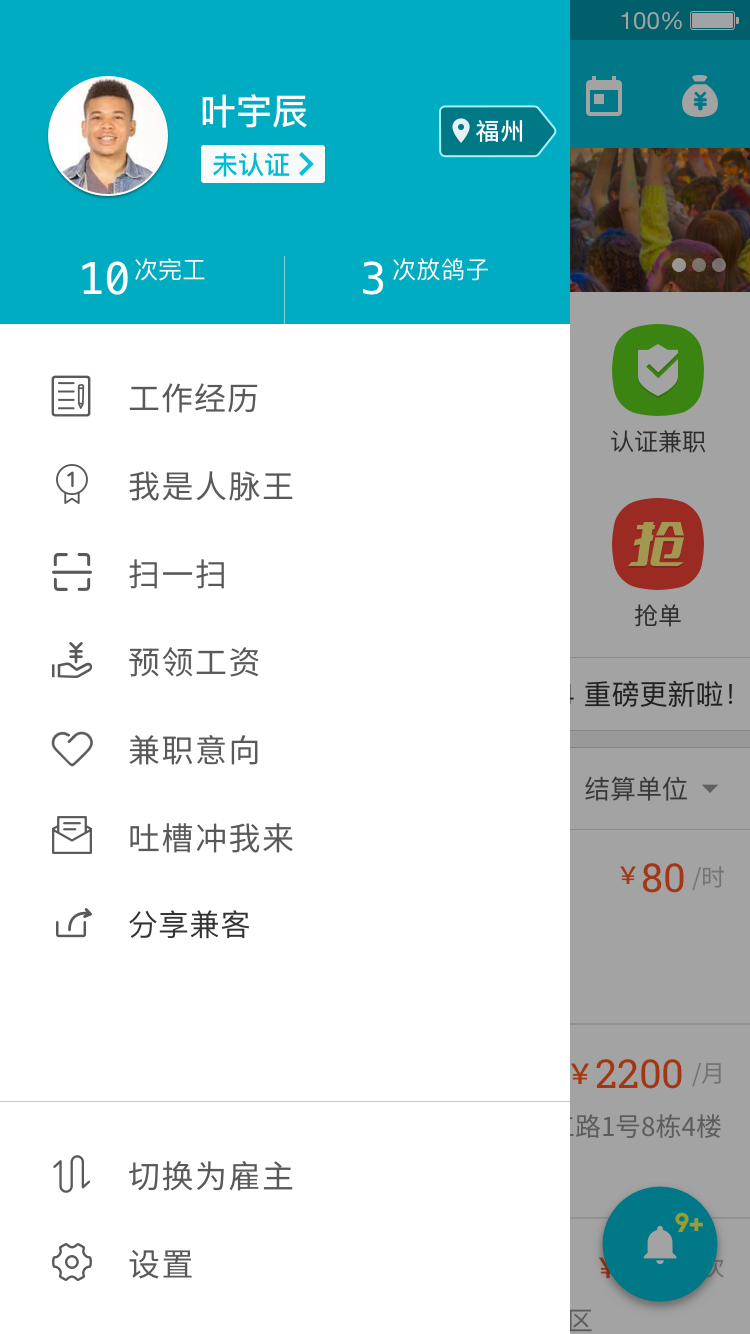 100%
叶宇辰
未认证
福州
10次完工
3次放鸽子
工作经历
我是人脉王
认证兼职
扫一扫
抢
抢单
预领工资
重磅更新啦!
兼职意向
结算单位
吐槽冲我来
¥80/时
分享兼客
¥2200/月
路1号8栋4楼
切换为雇主
9+
设置
¥
次
区